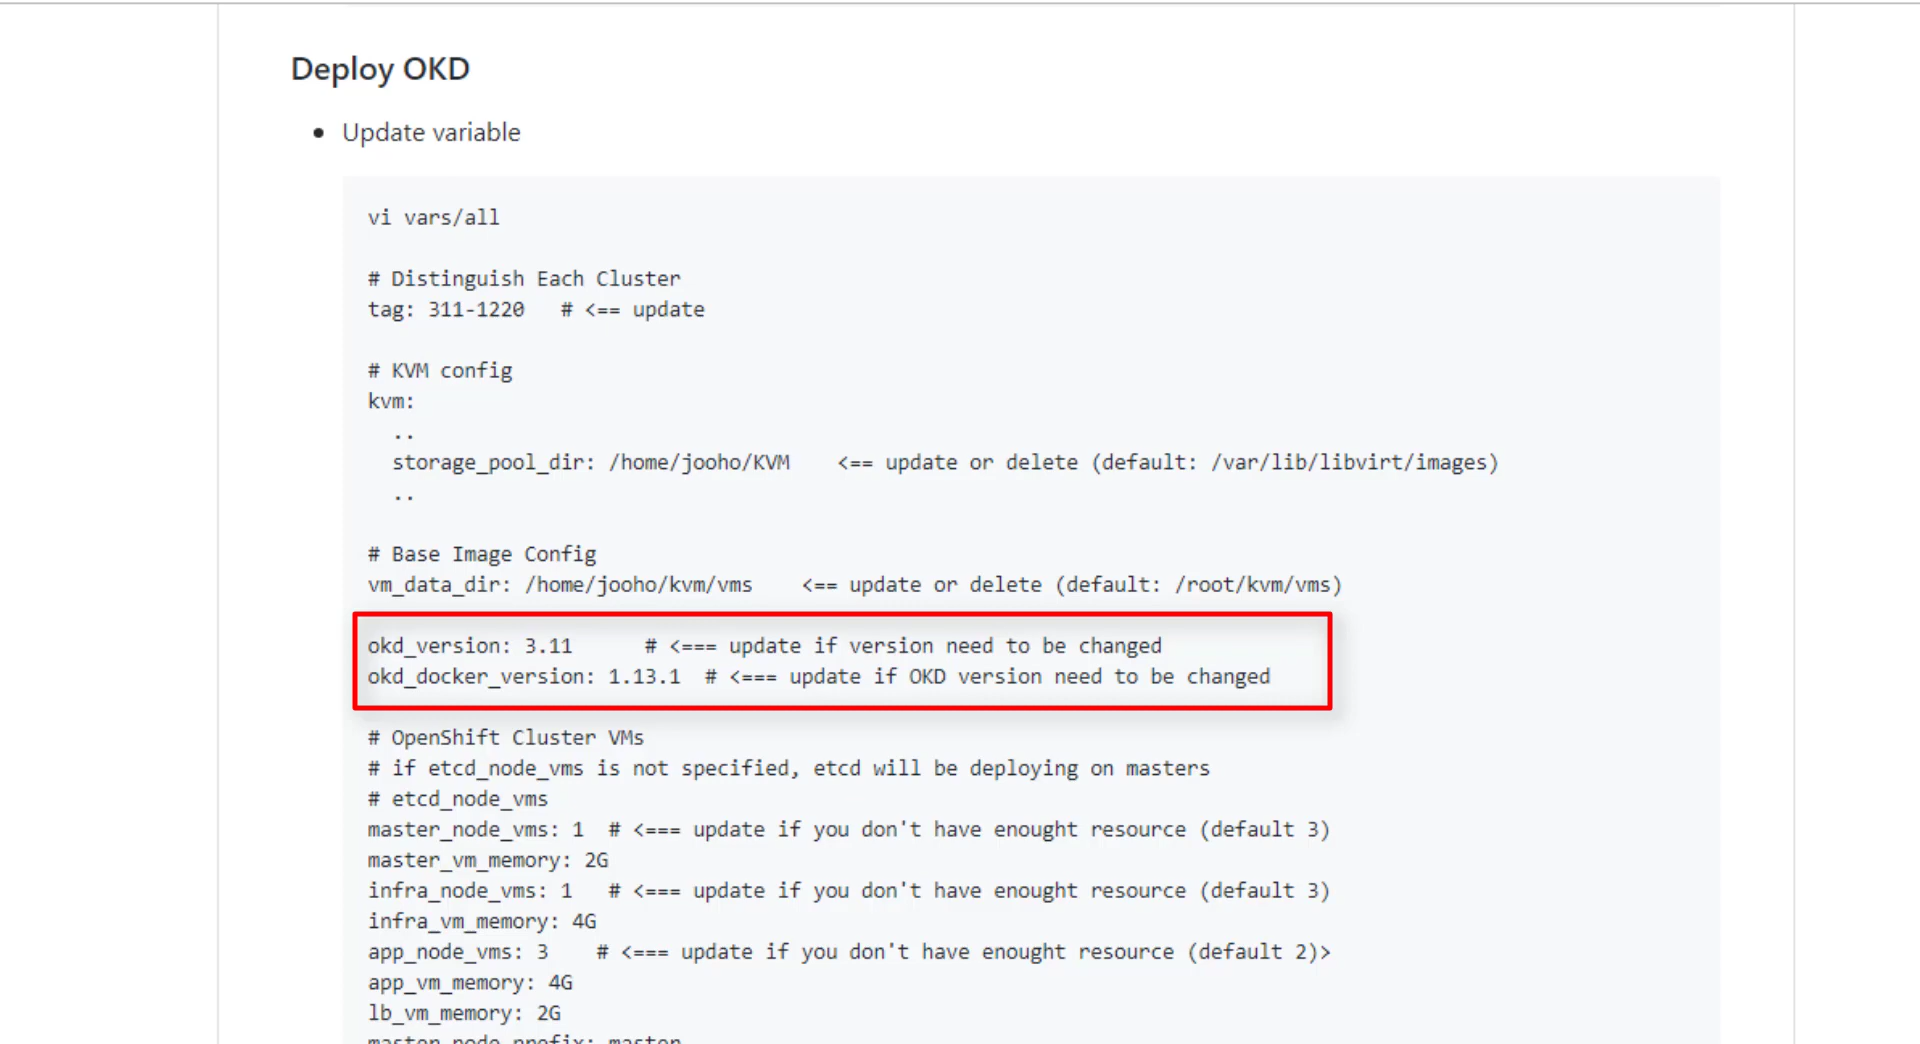 Deploy OKD
• Update variable
vi vars/all
# Distinguish Each Cluster
tag: 311-1220   # <== update
# KVM config
kvm:
  ..
  storage_pool_dir: /home/jooho/KVM    <== update or delete (default: /var/lib/libvirt/images)
  ..
# Base Image Config
vm_data_dir: /home/jooho/kvm/vms    <== update or delete (default: /root/kvm/vms)
okd_version: 3.11      # <=== update if version need to be changed
okd_docker_version: 1.13.1  # <=== update if OKD version need to be changed
# OpenShift Cluster VMs
# if etcd_node_vms is not specified, etcd will be deploying on masters
# etcd_node_vms
master_node_vms: 1  # <=== update if you don't have enought resource (default 3)
master_vm_memory: 2G
infra_node_vms: 1   # <=== update if you don't have enought resource (default 3)
infra_vm_memory: 4G
app_node_vms: 3    # <=== update if you don't have enought resource (default 2)>
app_vm_memory: 4G
lb_vm_memory: 2G
master_node_prefix: master